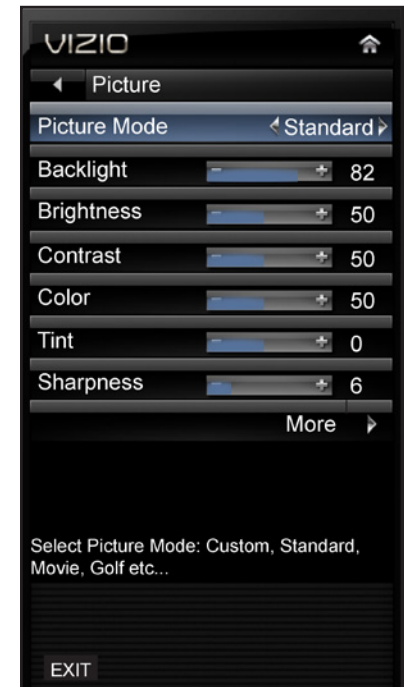 VIZIO
Picture
Picture Mode Standard
Backlight - + 82
Brightness - + 50
Contrast - + 50
Color - + 50
Tint - + 0
Sharpness - + 6
More
Select Picture Mode: Custom, Standard,
Movie, Golf etc...
EXIT